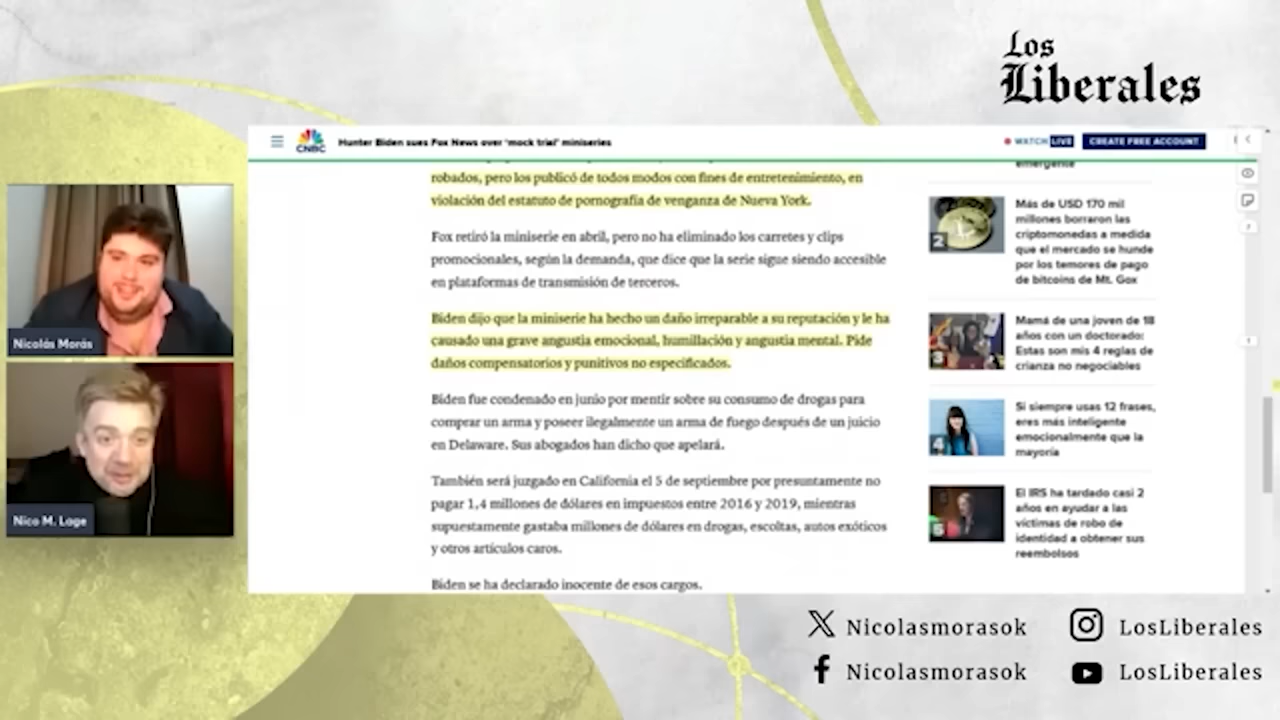 Los
Liberales
CNBC
Hunter Biden sues Fox News over 'mock trial' miniseries
WATCH LIVE
CREATE FREE ACCOUNT
robados, pero los publicó de todos modos con fines de entretenimiento, en
violación del estatuto de pornografía de venganza de Nueva York.
Fox retiró la miniserie en abril, pero no ha eliminado los carretes y clips
promocionales, según la demanda, que dice que la serie sigue siendo accesible
en plataformas de transmisión de terceros.
Biden dijo que la miniserie ha hecho un daño irreparable a su reputación y le ha
causado una grave angustia emocional, humillación y angustia mental. Pide
daños compensatorios y punitivos no especificados.
Biden fue condenado en junio por mentir sobre su consumo de drogas para
comprar un arma y poseer ilegalmente un arma de fuego después de un juicio
en Delaware. Sus abogados han dicho que apelará.
También será juzgado en California el 5 de septiembre por presuntamente no
pagar 1,4 millones de dólares en impuestos entre 2016 y 2019, mientras
supuestamente gastaba millones de dólares en drogas, escoltas, autos exóticos
y otros artículos caros.
Biden se ha declarado inocente de esos cargos.
emergente
2
Más de USD 170 mil
millones borraron las
criptomonedas a medida
que el mercado se hunde
por los temores de pago
de bitcoins de Mt. Gox
3
Mamá de una joven de 18
años con un doctorado:
Estas son mis 4 reglas de
crianza no negociables
4
Si siempre usas 12 frases,
eres más inteligente
emocionalmente que la
mayoría
5
El IRS ha tardado casi 2
años en ayudar a las
víctimas de robo de
identidad a obtener sus
reembolsos
Nicolás Morás
Nico M. Lage
Nicolasmorasok
LosLiberales
Nicolasmorasok
LosLiberales